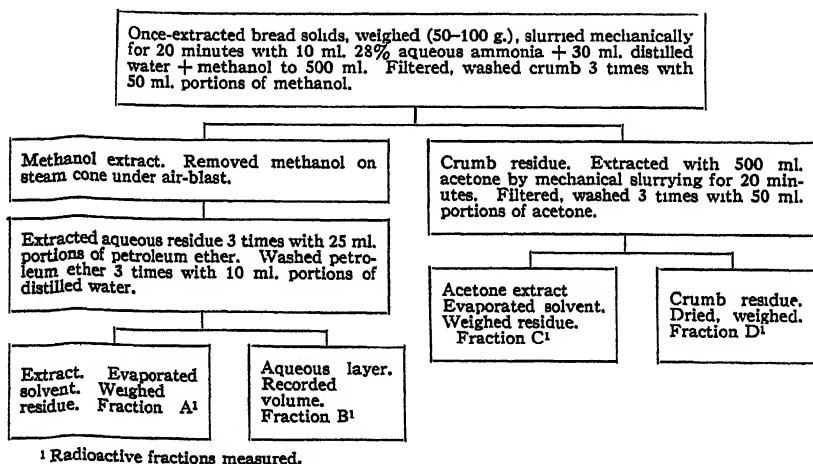 Once-extracted bread solids, weighed (50–100 g.), slurried mechanically
for 20 minutes with 10 ml. 28% aqueous ammonia + 30 ml. distilled
water + methanol to 500 ml. Filtered, washed crumb 3 times with
50 ml. portions of methanol.
Methanol extract. Removed methanol on
steam cone under air-blast.
Crumb residue. Extracted with 500 ml.
acetone by mechanical slurrying for 20 min-
utes. Filtered, washed 3 times with 50 ml.
portions of acetone.
Extracted aqueous residue 3 times with 25 ml.
portions of petroleum ether. Washed petro-
leum ether 3 times with 10 ml. portions of
distilled water.
Acetone extract
Evaporated solvent.
Weighed residue.
Fraction C¹
Crumb residue.
Dried, weighed.
Fraction D¹
Extract. Evaporated
solvent. Weighed
residue. Fraction A¹
Aqueous layer.
Recorded
volume.
Fraction B¹
¹ Radioactive fractions measured.